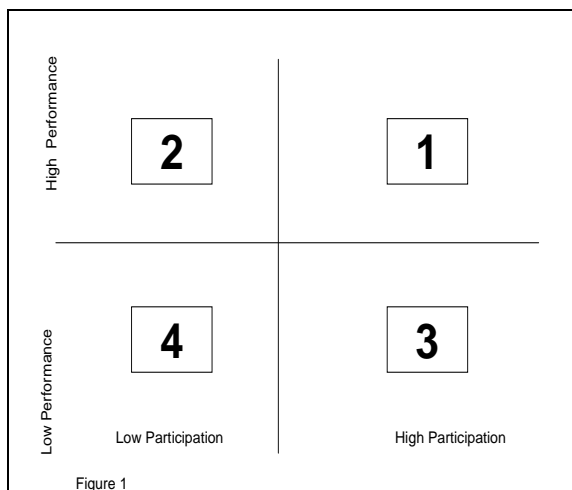 High Performance
2
1
4
3
Low Performance
Low Participation
High Participation
Figure 1